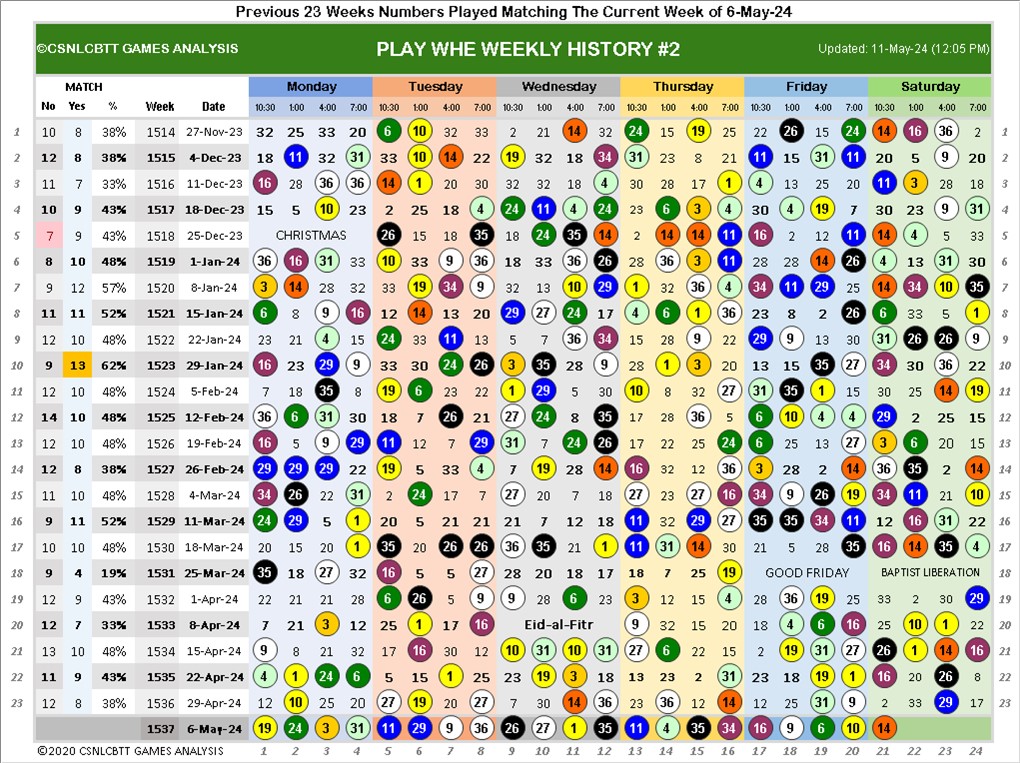 Previous 23 Weeks Numbers Played Matching The Current Week of 6-May-24
©CSNLCBTT GAMES ANALYSIS PLAY WHE WEEKLY HISTORY #2 Updated: 11-May-24 (12:05 PM)
MATCH Monday Tuesday Wednesday Thursday Friday Saturday
No Yes % Week Date 10:30 1:00 4:00 7:00 10:30 1:00 4:00 7:00 10:30 1:00 4:00 7:00 10:30 1:00 4:00 7:00 10:30 1:00 4:00 7:00 10:30 1:00 4:00 7:00
1 10 8 38% 1514 27-Nov-23 32 25 33 20 6 10 32 33 2 21 14 32 24 15 19 25 22 26 15 24 14 16 36 2 1
2 12 8 38% 1515 4-Dec-23 18 11 32 31 33 10 14 22 19 32 18 34 31 23 8 21 11 15 31 11 20 5 9 20 2
3 11 7 33% 1516 11-Dec-23 16 28 36 36 14 1 20 30 32 32 18 4 30 28 17 1 4 13 25 20 11 3 28 18 3
4 10 9 43% 1517 18-Dec-23 15 5 10 23 2 25 18 4 24 11 4 24 23 14 3 4 30 4 19 7 30 23 9 31 4
5 7 9 43% 1518 25-Dec-23 CHRISTMAS 26 15 18 35 18 24 35 14 2 14 14 11 16 2 12 11 14 4 5 33 5
6 8 10 48% 1519 1-Jan-24 36 16 31 33 10 33 9 36 18 33 36 26 28 36 3 11 28 28 14 26 4 13 31 30 6
7 9 12 57% 1520 8-Jan-24 3 14 28 32 33 19 34 9 32 13 10 29 1 32 36 4 34 11 29 25 14 34 10 35 7
8 11 11 52% 1521 15-Jan-24 6 8 9 16 12 14 13 20 29 27 24 17 4 6 1 36 23 8 2 26 6 33 5 1 8
9 12 10 48% 1522 22-Jan-24 23 21 4 15 24 33 11 13 5 7 36 34 15 28 9 22 29 9 13 30 31 26 26 9 9
10 9 13 62% 1523 29-Jan-24 16 23 29 9 33 30 24 26 3 35 28 9 28 1 3 20 13 15 35 27 34 30 36 22 10
11 12 10 48% 1524 5-Feb-24 7 18 35 8 19 6 23 22 1 29 5 30 10 8 32 27 31 35 1 15 30 25 14 19 11
12 14 10 48% 1525 12-Feb-24 36 6 31 30 18 7 26 21 27 24 8 35 17 28 36 5 6 10 4 4 29 2 25 15 12
13 12 10 48% 1526 19-Feb-24 16 5 9 29 11 12 7 29 31 7 24 26 17 22 25 24 6 25 13 27 3 6 20 15 13
14 12 8 38% 1527 26-Feb-24 29 29 29 22 19 5 33 4 7 19 28 14 16 32 12 36 3 28 2 14 36 35 2 14 14
15 11 10 48% 1528 4-Mar-24 34 26 22 31 2 24 17 7 27 20 7 18 27 23 27 16 34 9 26 19 34 11 21 10 15
16 9 11 52% 1529 11-Mar-24 24 29 5 1 20 5 21 21 21 7 12 18 11 32 29 27 35 35 34 11 12 16 31 22 16
17 11 10 48% 1530 18-Mar-24 20 15 20 1 35 20 26 26 36 35 21 1 11 31 14 30 21 5 28 35 16 14 35 4 17
18 9 4 19% 1531 25-Mar-24 35 18 27 32 16 5 5 27 28 20 18 17 18 7 25 19 GOOD FRIDAY BAPTIST LIBERATION 18
19 12 9 43% 1532 1-Apr-24 22 21 21 28 6 26 5 9 9 28 6 23 3 12 15 4 28 36 19 25 33 2 30 29 19
20 12 7 33% 1533 8-Apr-24 7 21 3 12 25 1 17 16 Eid-al-Fitr 9 32 15 20 18 4 6 16 22 10 1 22 20
21 13 10 48% 1534 15-Apr-24 9 8 21 32 17 16 30 12 10 31 10 31 27 6 22 15 2 19 31 27 26 1 14 16 21
22 11 9 43% 1535 22-Apr-24 4 1 24 6 5 15 1 25 23 19 3 18 13 23 2 31 23 18 19 1 16 20 26 8 22
23 12 8 38% 1536 29-Apr-24 12 10 25 20 27 19 20 27 7 30 14 36 23 36 12 14 12 23 31 9 2 33 29 17 23
1537 6-May-24 19 24 3 31 11 29 9 36 26 27 1 35 13 4 35 34 16 9 6 10 14
©2020 CSNLCBTT GAMES ANALYSIS 1 2 3 4 5 6 7 8 9 10 11 12 13 14 15 16 17 18 19 20 21 22 23 24